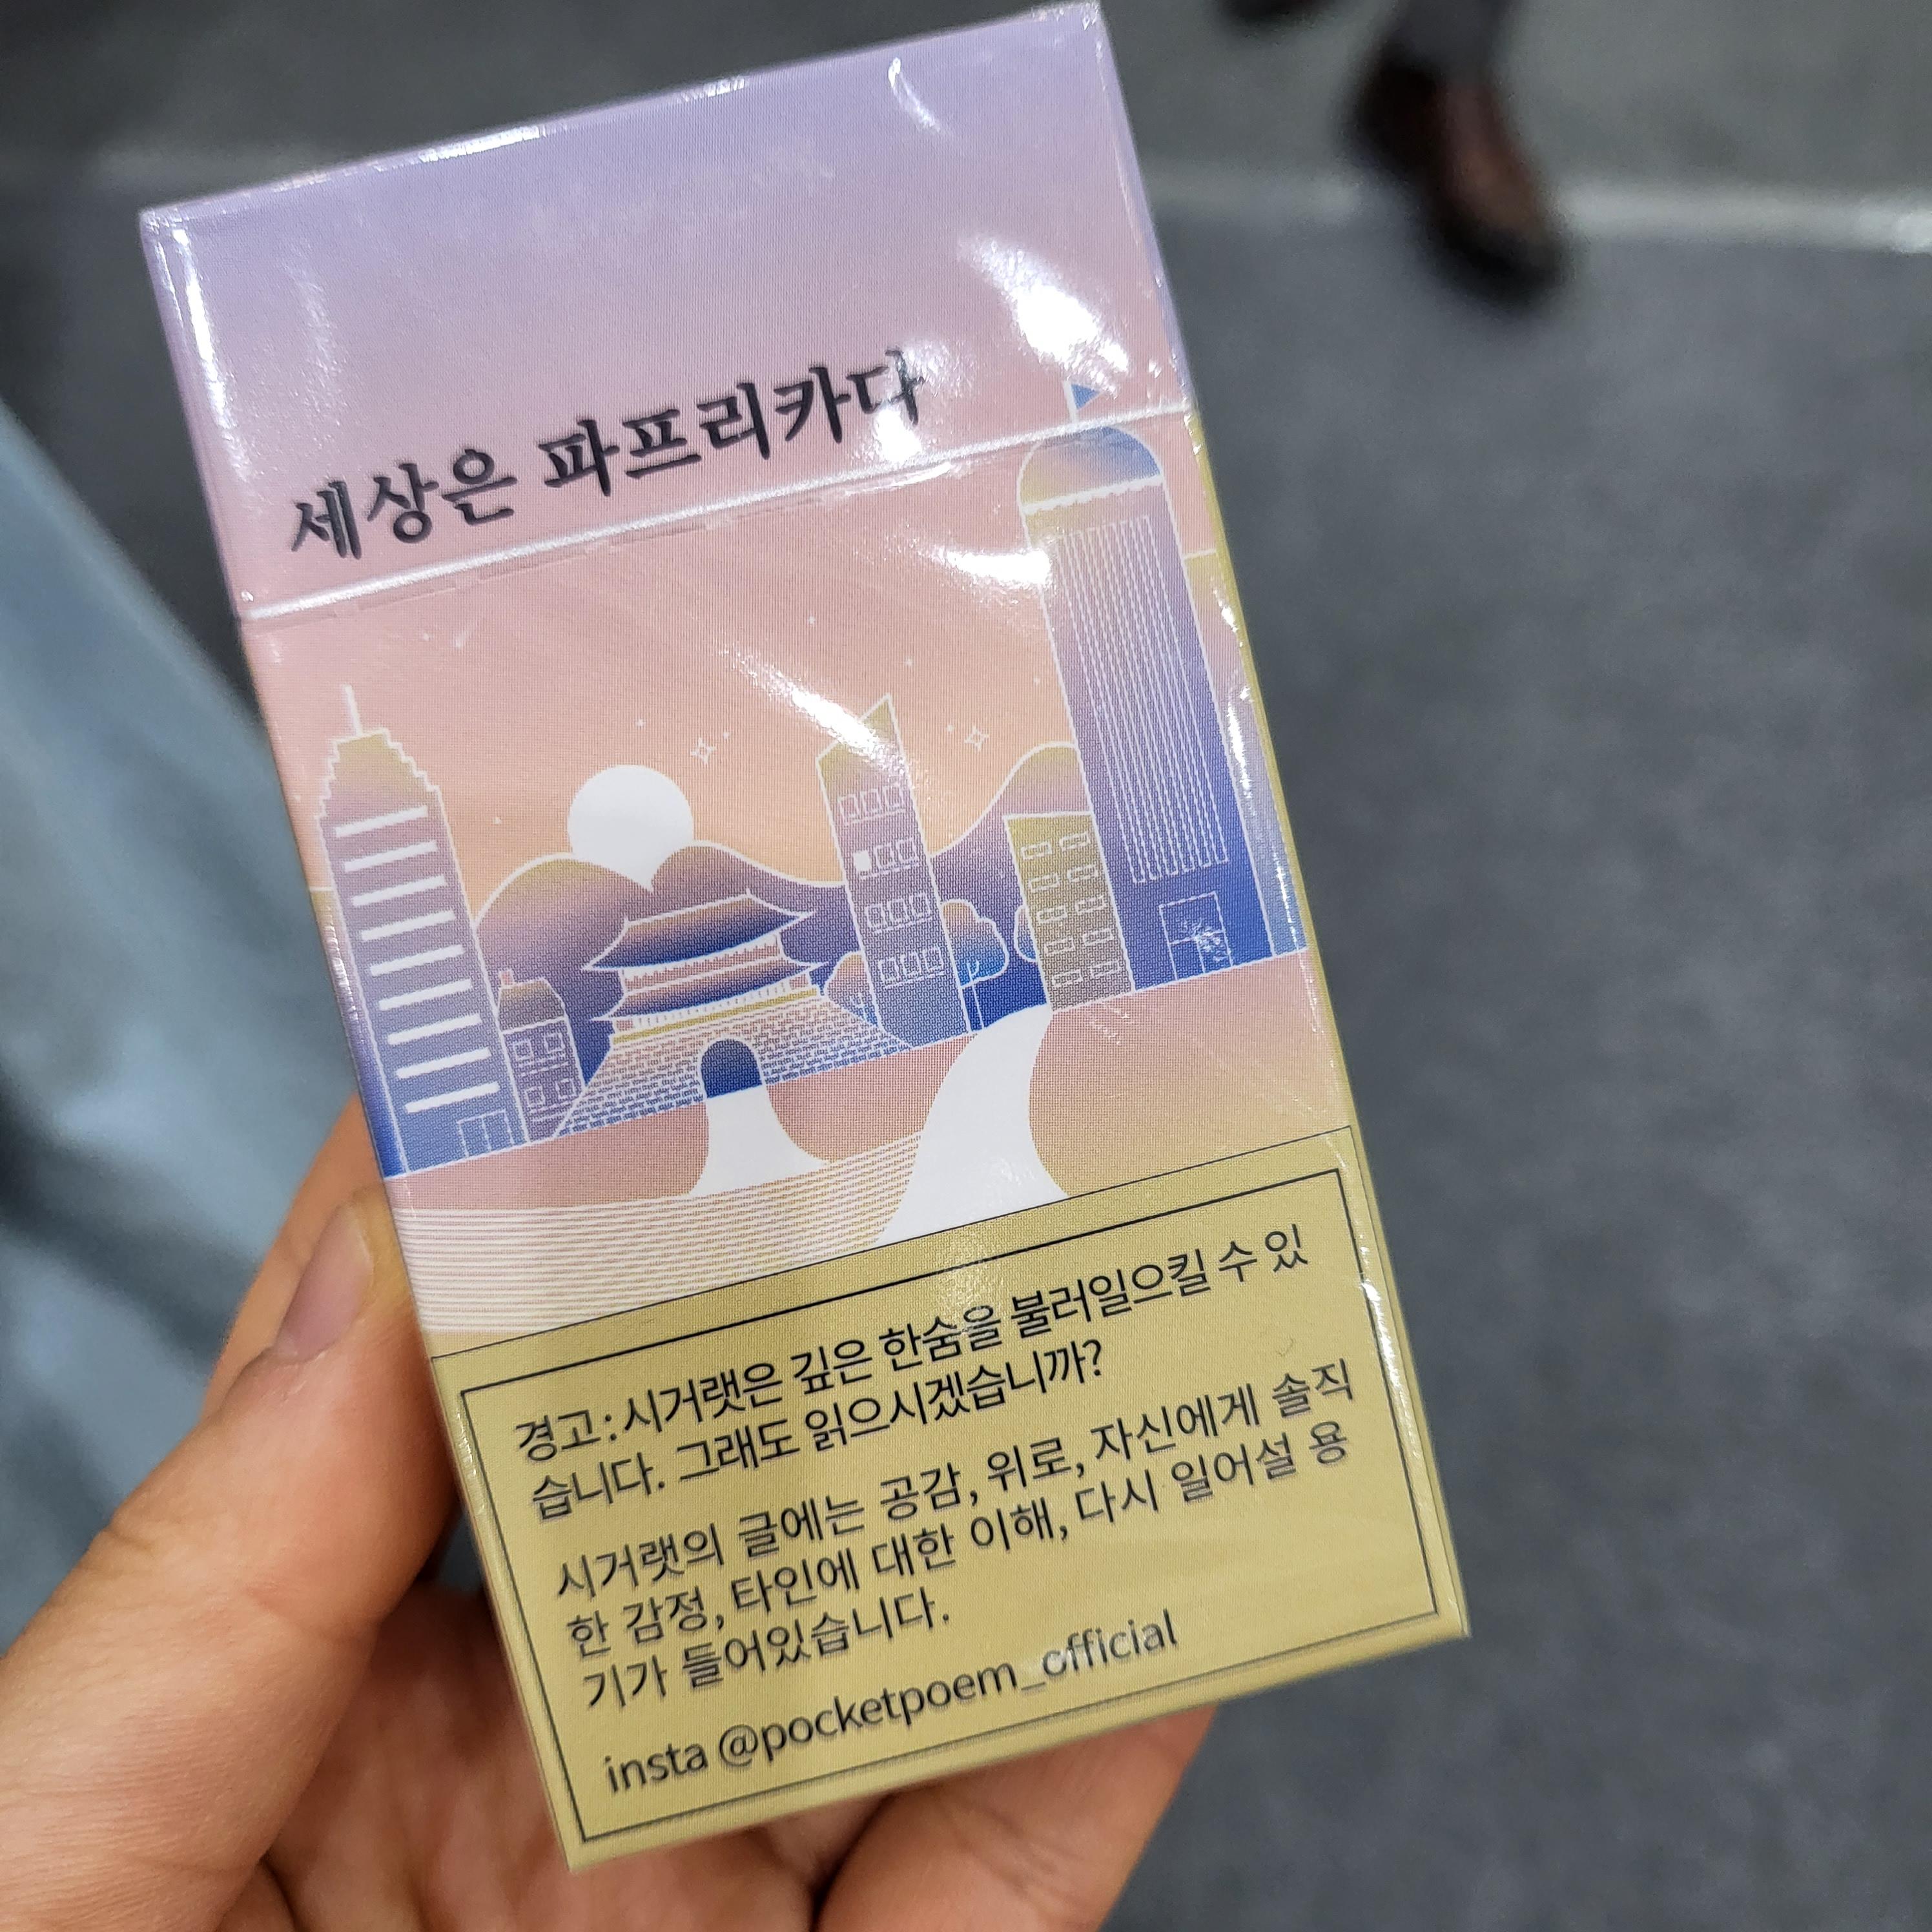 세상은 파프리카다
경고 : 시거랫은 깊은 한숨을 불러일으킬 수 있
습니다. 그래도 읽으시겠습니까?
시거랫의 글에는 공감, 위로, 자신에게 솔직
한 감정, 타인에 대한 이해, 다시 일어설 용
기가 들어있습니다.
insta @pocketpoem_official